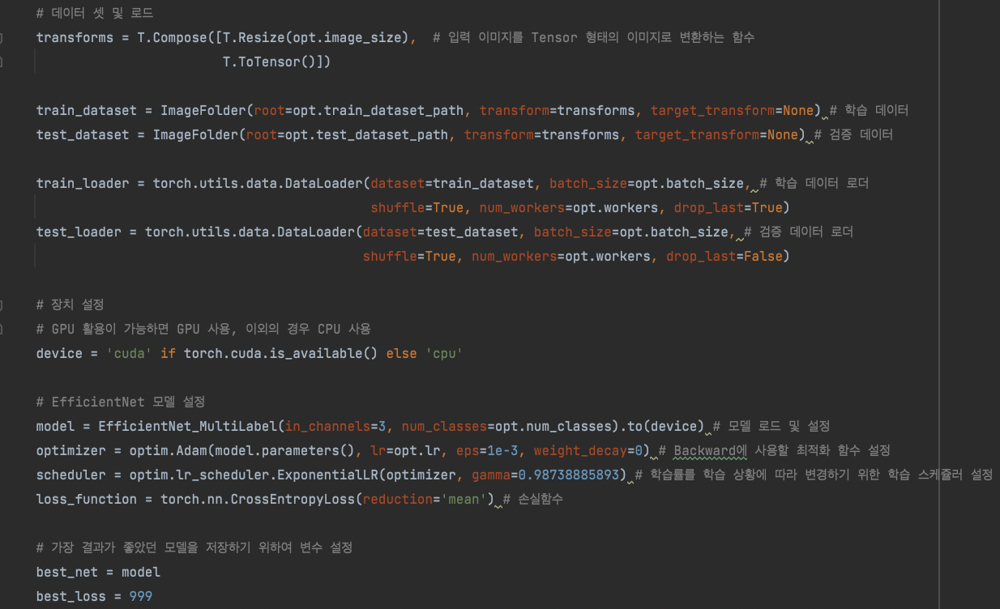 # 데이터 셋 및 로드
transforms = T.Compose([T.Resize(opt.image_size),  # 입력 이미지를 Tensor 형태의 이미지로 변환하는 함수
                        T.ToTensor()])
train_dataset = ImageFolder(root=opt.train_dataset_path, transform=transforms, target_transform=None) # 학습 데이터
test_dataset = ImageFolder(root=opt.test_dataset_path, transform=transforms, target_transform=None) # 검증 데이터
train_loader = torch.utils.data.DataLoader(dataset=train_dataset, batch_size=opt.batch_size, # 학습 데이터 로더
                                           shuffle=True, num_workers=opt.workers, drop_last=True)
test_loader = torch.utils.data.DataLoader(dataset=test_dataset, batch_size=opt.batch_size, # 검증 데이터 로더
                                          shuffle=True, num_workers=opt.workers, drop_last=False)
# 장치 설정
# GPU 활용이 가능하면 GPU 사용, 이외의 경우 CPU 사용
device = 'cuda' if torch.cuda.is_available() else 'cpu'
# EfficientNet 모델 설정
model = EfficientNet_MultiLabel(in_channels=3, num_classes=opt.num_classes).to(device) # 모델 로드 및 설정
optimizer = optim.Adam(model.parameters(), lr=opt.lr, eps=1e-3, weight_decay=0) # Backward에 사용할 최적화 함수 설정
scheduler = optim.lr_scheduler.ExponentialLR(optimizer, gamma=0.98738885893) # 학습률를 학습 상황에 따라 변경하기 위한 학습 스케쥴러 설정
loss_function = torch.nn.CrossEntropyLoss(reduction='mean') # 손실함수
# 가장 결과가 좋았던 모델을 저장하기 위하여 변수 설정
best_net = model
best_loss = 999